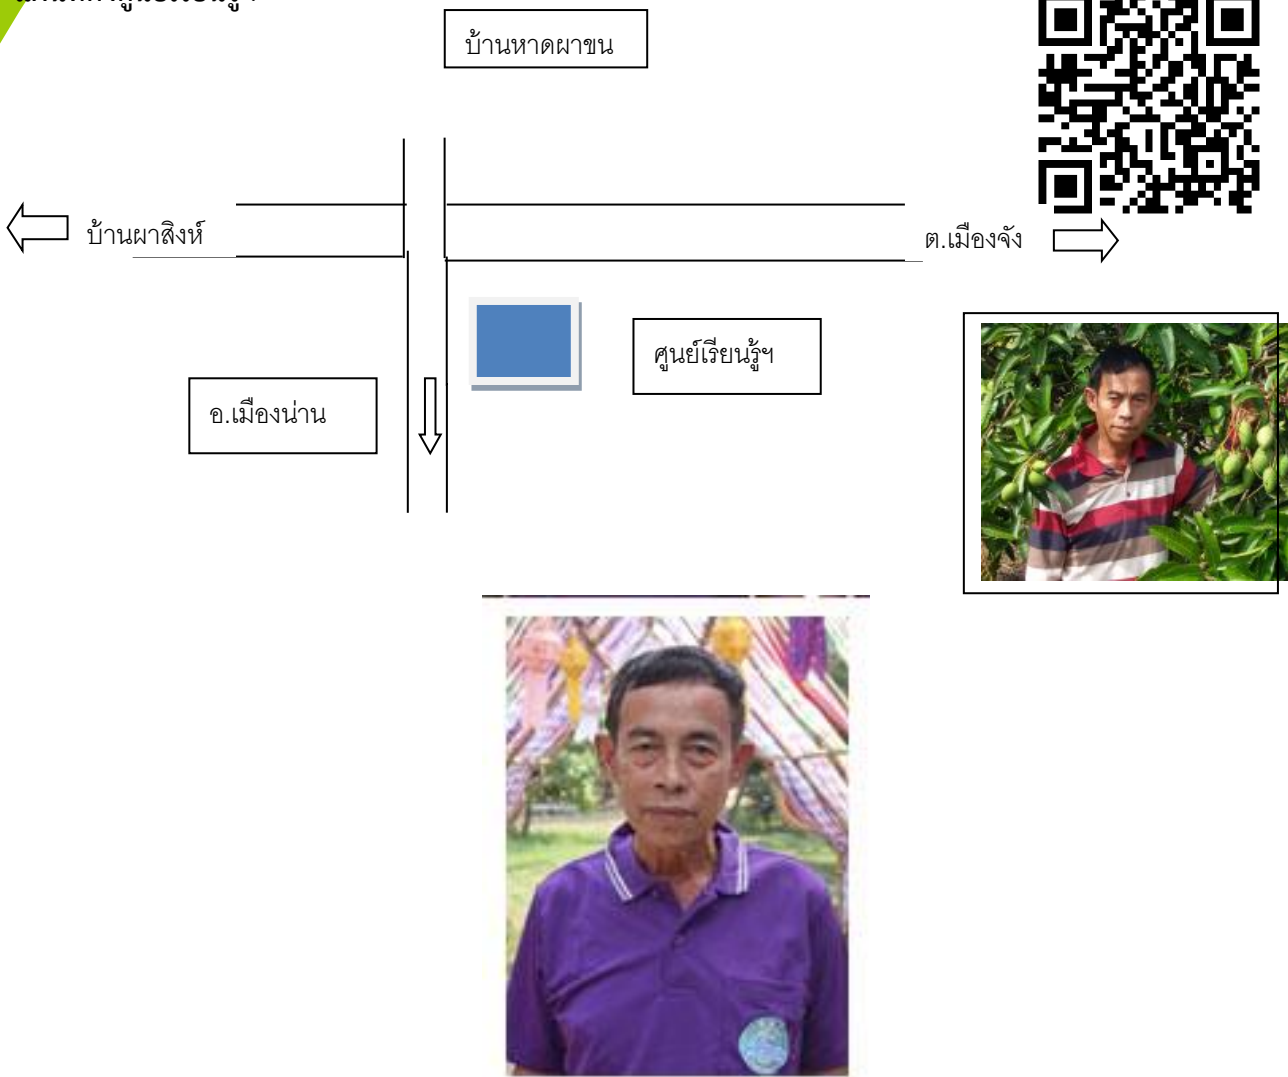 บ้านหาดผาขน
บ้านผาสิงห์
ต.เมืองจัง
ศูนย์เรียนรู้ฯ
อ.เมืองน่าน